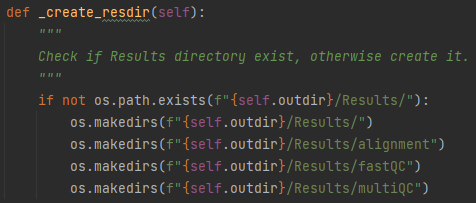 def _create_resdir(self):
    """
    Check if Results directory exist, otherwise create it.
    """
    if not os.path.exists(f"{self.outdir}/Results/"):
        os.makedirs(f"{self.outdir}/Results/")
        os.makedirs(f"{self.outdir}/Results/alignment")
        os.makedirs(f"{self.outdir}/Results/fastQC")
        os.makedirs(f"{self.outdir}/Results/multiQC")